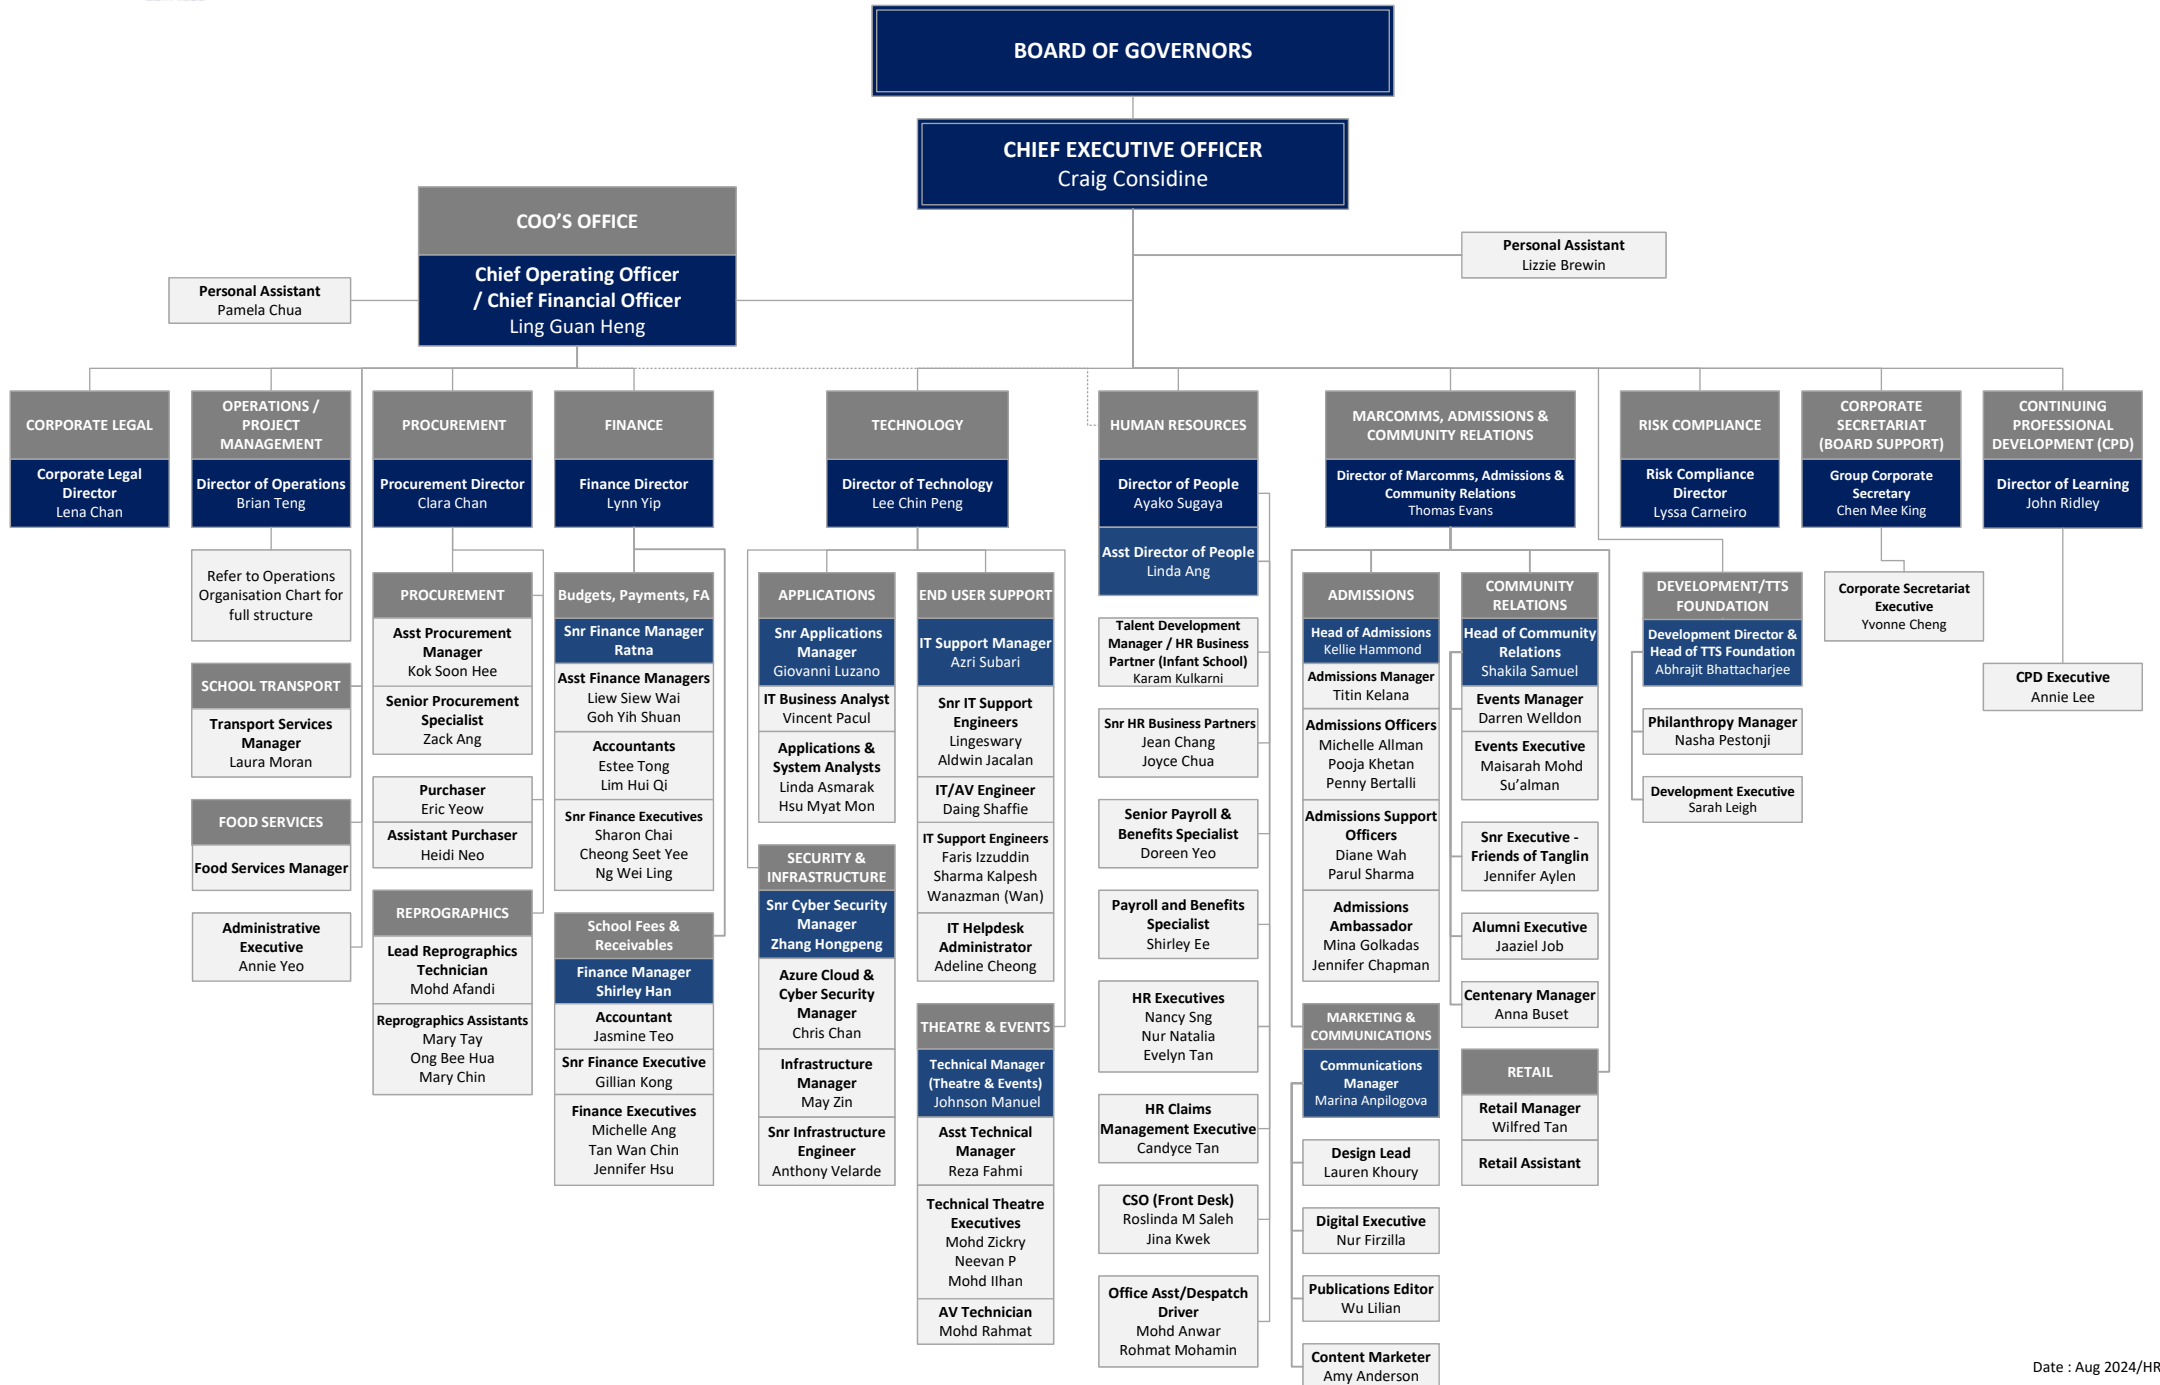 BOARD OF GOVERNORS
CHIEF EXECUTIVE OFFICER
Craig Considine
COO'S OFFICE
Chief Operating Officer
/ Chief Financial Officer
Ling Guan Heng
Personal Assistant
Lizzie Brewin
Personal Assistant
Pamela Chua
CORPORATE LEGAL
Corporate Legal
Director
Lena Chan
OPERATIONS /
PROJECT
MANAGEMENT
Director of Operations
Brian Teng
Refer to Operations
Organisation Chart for
full structure
SCHOOL TRANSPORT
Transport Services
Manager
Laura Moran
FOOD SERVICES
Food Services Manager
Administrative
Executive
Annie Yeo
PROCUREMENT
Procurement Director
Clara Chan
PROCUREMENT
Asst Procurement
Manager
Kok Soon Hee
Senior Procurement
Specialist
Zack Ang
Purchaser
Eric Yeow
Assistant Purchaser
Heidi Neo
REPROGRAPHICS
Lead Reprographics
Technician
Mohd Afandi
Reprographics Assistants
Mary Tay
Ong Bee Hua
Mary Chin
FINANCE
Finance Director
Lynn Yip
Budgets, Payments, FA
Snr Finance Manager
Ratna
Asst Finance Managers
Liew Siew Wai
Goh Yih Shuan
Accountants
Estee Tong
Lim Hui Qi
Snr Finance Executives
Sharon Chai
Cheong Seet Yee
Ng Wei Ling
School Fees &
Receivables
Finance Manager
Shirley Han
Accountant
Jasmine Teo
Snr Finance Executive
Gillian Kong
Finance Executives
Michelle Ang
Tan Wan Chin
Jennifer Hsu
TECHNOLOGY
Director of Technology
Lee Chin Peng
APPLICATIONS
Snr Applications
Manager
Giovanni Luzano
IT Business Analyst
Vincent Pacul
Applications &
System Analysts
Linda Asmarak
Hsu Myat Mon
SECURITY &
INFRASTRUCTURE
Snr Cyber Security
Manager
Zhang Hongpeng
Azure Cloud &
Cyber Security
Manager
Chris Chan
Infrastructure
Manager
May Zin
Snr Infrastructure
Engineer
Anthony Velarde
END USER SUPPORT
IT Support Manager
Azri Subari
Snr IT Support
Engineers
Lingeswary
Aldwin Jacalan
IT/AV Engineer
Daing Shaffie
IT Support Engineers
Faris Izzuddin
Sharma Kalpesh
Wanazman (Wan)
IT Helpdesk
Administrator
Adeline Cheong
THEATRE & EVENTS
Technical Manager
(Theatre & Events)
Johnson Manuel
Asst Technical
Manager
Reza Fahmi
Technical Theatre
Executives
Mohd Zickry
Neevan P
Mohd Ilhan
AV Technician
Mohd Rahmat
HUMAN RESOURCES
Director of People
Ayako Sugaya
Asst Director of People
Linda Ang
Talent Development
Manager / HR Business
Partner (Infant School)
Karam Kulkarni
Snr HR Business Partners
Jean Chang
Joyce Chua
Senior Payroll &
Benefits Specialist
Doreen Yeo
Payroll and Benefits
Specialist
Shirley Ee
HR Executives
Nancy Sng
Nur Natalia
Evelyn Tan
HR Claims
Management Executive
Candyce Tan
CSO (Front Desk)
Roslinda M Saleh
Jina Kwek
Office Asst/Despatch
Driver
Mohd Anwar
Rohmat Mohamin
MARCOMMS, ADMISSIONS &
COMMUNITY RELATIONS
Director of Marcomms, Admissions &
Community Relations
Thomas Evans
ADMISSIONS
Head of Admissions
Kellie Hammond
Admissions Manager
Titin Kelana
Admissions Officers
Michelle Allman
Pooja Khetan
Penny Bertalli
Admissions Support
Officers
Diane Wah
Parul Sharma
Admissions
Ambassador
Mina Golkadas
Jennifer Chapman
MARKETING &
COMMUNICATIONS
Communications
Manager
Marina Anpilogova
Design Lead
Lauren Khoury
Digital Executive
Nur Firzilla
Publications Editor
Wu Lilian
Content Marketer
Amy Anderson
COMMUNITY
RELATIONS
Head of Community
Relations
Shakila Samuel
Events Manager
Darren Welldon
Events Executive
Maisarah Mohd
Su'alman
Snr Executive -
Friends of Tanglin
Jennifer Aylen
Alumni Executive
Jaaziel Job
Centenary Manager
Anna Buset
RETAIL
Retail Manager
Wilfred Tan
Retail Assistant
RISK COMPLIANCE
Risk Compliance
Director
Lyssa Carneiro
DEVELOPMENT/TTS
FOUNDATION
Development Director &
Head of TTS Foundation
Abhrajit Bhattacharjee
Philanthropy Manager
Nasha Pestonji
Development Executive
Sarah Leigh
CORPORATE
SECRETARIAT
(BOARD SUPPORT)
Group Corporate
Secretary
Chen Mee King
Corporate Secretariat
Executive
Yvonne Cheng
CONTINUING
PROFESSIONAL
DEVELOPMENT (CPD)
Director of Learning
John Ridley
CPD Executive
Annie Lee
Date : Aug 2024/HR